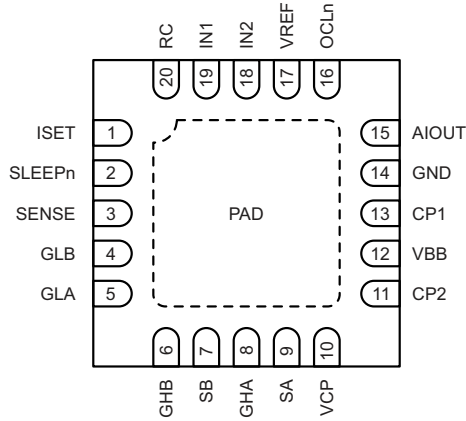 RC
IN1
IN2
VREF
OCLn
20
19
18
17
16
ISET 1
SLEEPn 2
SENSE 3
GLB 4
GLA 5
PAD
15 AIOUT
14 GND
13 CP1
12 VBB
11 CP2
6
7
8
9
10
GHB
SB
GHA
SA
VCP